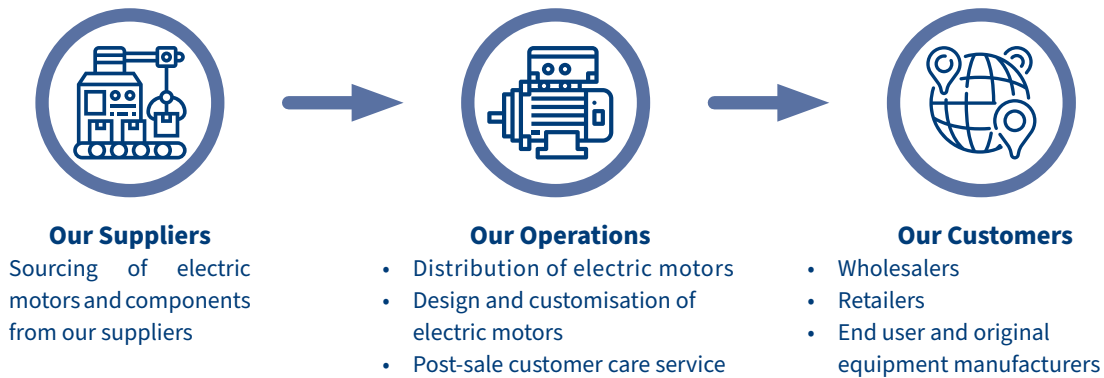 Our Suppliers
Sourcing of electric
motors and components
from our suppliers
Our Operations
• Distribution of electric motors
• Design and customisation of
electric motors
• Post-sale customer care service
Our Customers
• Wholesalers
• Retailers
• End user and original
equipment manufacturers